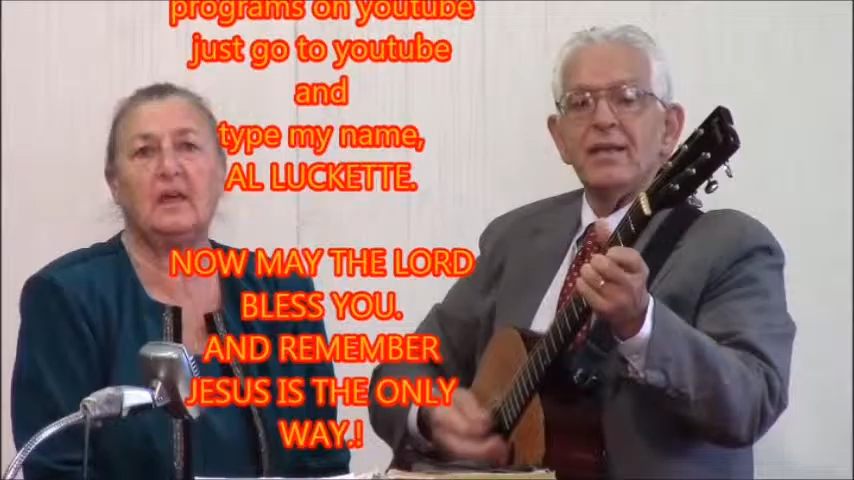 programs on youtube
just go to youtube
and
type my name,
AL LUCKETTE.
NOW MAY THE LORD
BLESS YOU.
AND REMEMBER
JESUS IS THE ONLY
WAY.!